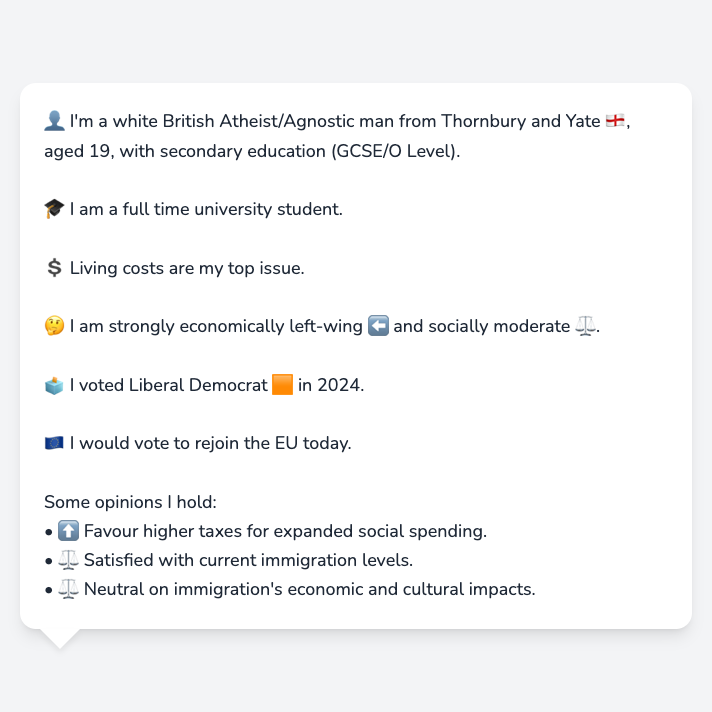 👤 I'm a white British Atheist/Agnostic man from Thornbury and Yate 🏴󠁧󠁢󠁥󠁮󠁧󠁿,
aged 19, with secondary education (GCSE/O Level).
🎓 I am a full time university student.
💲 Living costs are my top issue.
🤔 I am strongly economically left-wing ⬅️ and socially moderate ⚖️.
🗳️ I voted Liberal Democrat 🟧 in 2024.
🇪🇺 I would vote to rejoin the EU today.
Some opinions I hold:
• ⬆️ Favour higher taxes for expanded social spending.
• ⚖️ Satisfied with current immigration levels.
• ⚖️ Neutral on immigration's economic and cultural impacts.